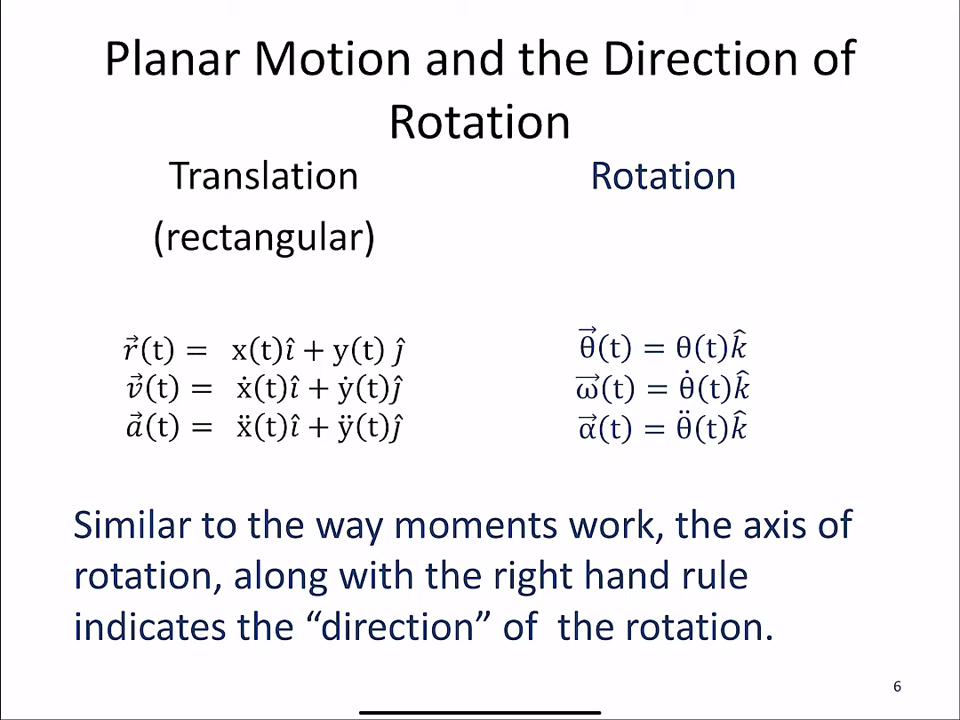 Planar Motion and the Direction of
Rotation
Translation
(rectangular)
Rotation
r⃗(t) = x(t)î + y(t) ĵ
v⃗(t) = ẋ(t)î + ẏ(t)ĵ
a⃗(t) = ẍ(t)î + ÿ(t)ĵ
θ⃗(t) = θ(t)k̂
ω⃗(t) = θ̇(t)k̂
α⃗(t) = θ̈(t)k̂
Similar to the way moments work, the axis of
rotation, along with the right hand rule
indicates the “direction” of the rotation.
6